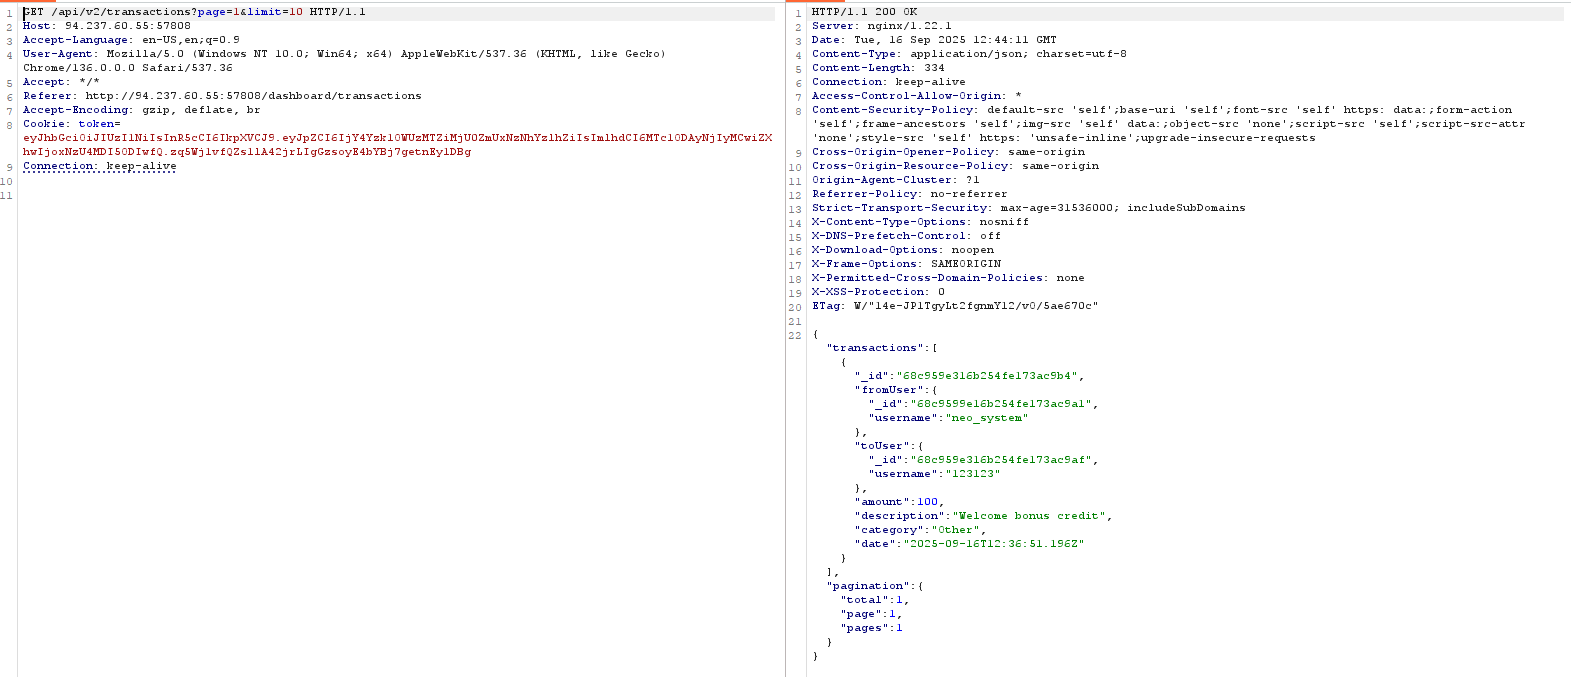 1 GET /api/v2/transactions?page=1&limit=10 HTTP/1.1
2 Host: 94.237.60.55:57808
3 Accept-Language: en-US,en;q=0.9
4 User-Agent: Mozilla/5.0 (Windows NT 10.0; Win64; x64) AppleWebKit/537.36 (KHTML, like Gecko)
Chrome/136.0.0.0 Safari/537.36
5 Accept: */*
6 Referer: http://94.237.60.55:57808/dashboard/transactions
7 Accept-Encoding: gzip, deflate, br
8 Cookie: token=
9 Connection: keep-alive
10
11
1 HTTP/1.1 200 OK
2 Server: nginx/1.22.1
3 Date: Tue, 16 Sep 2025 12:44:11 GMT
4 Content-Type: application/json; charset=utf-8
5 Content-Length: 334
6 Connection: keep-alive
7 Access-Control-Allow-Origin: *
8 Content-Security-Policy: default-src 'self';base-uri 'self';font-src 'self' https: data:;form-action
'self';frame-ancestors 'self';img-src 'self' data:;object-src 'none';script-src 'self';script-src-attr
'none';style-src 'self' https: 'unsafe-inline';upgrade-insecure-requests
9 Cross-Origin-Opener-Policy: same-origin
10 Cross-Origin-Resource-Policy: same-origin
11 Origin-Agent-Cluster: ?1
12 Referrer-Policy: no-referrer
13 Strict-Transport-Security: max-age=31536000; includeSubDomains
14 X-Content-Type-Options: nosniff
15 X-DNS-Prefetch-Control: off
16 X-Download-Options: noopen
17 X-Frame-Options: SAMEORIGIN
18 X-Permitted-Cross-Domain-Policies: none
19 X-XSS-Protection: 0
20 ETag: W/"14e-JP1TgyLt2fgnmY12/v0/5ae670c"
21
22 {
"transactions":[
{
"_id":"68c959e316b254fe173ac9b4",
"fromUser":{
"_id":"68c9599e16b254fe173ac9a1",
"username":"neo_system"
},
"toUser":{
"_id":"68c959e316b254fe173ac9af",
"username":"123123"
},
"amount":100,
"description":"Welcome bonus credit",
"category":"Other",
"date":"2025-09-16T12:36:51.196Z"
}
],
"pagination":{
"total":1,
"page":1,
"pages":1
}
}